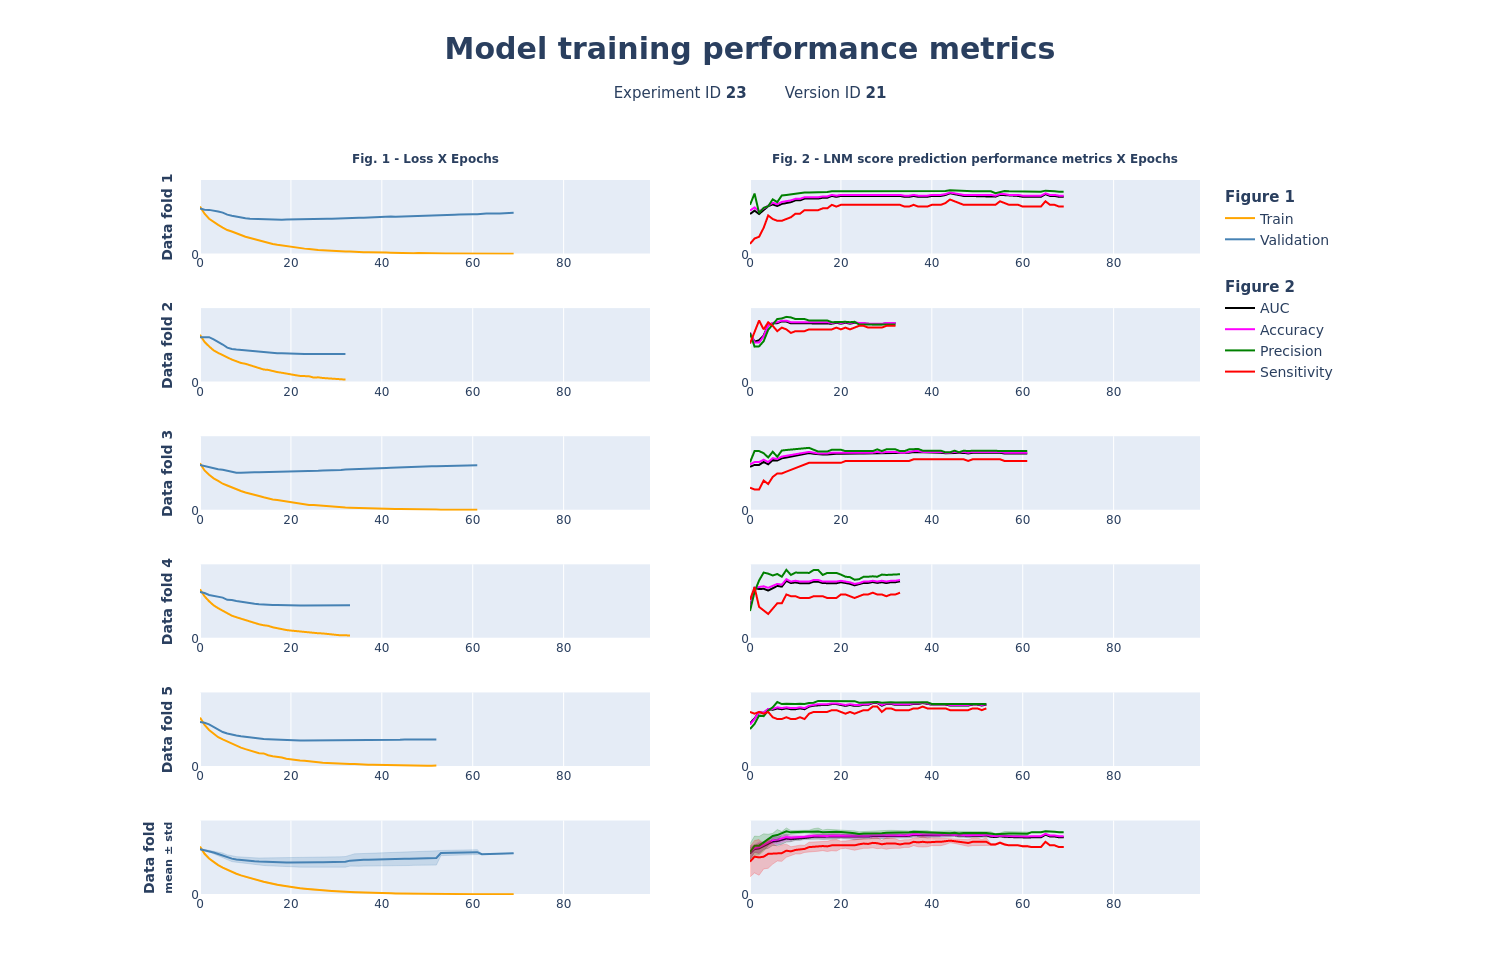 Model training performance metrics
Experiment ID 23 Version ID 21
Fig. 1 - Loss X Epochs
Fig. 2 - LNM score prediction performance metrics X Epochs
Data fold 1
0
0 20 40 60 80
0
0 20 40 60 80
Figure 1
Train
Validation
Figure 2
AUC
Accuracy
Precision
Sensitivity
Data fold 2
0
0 20 40 60 80
0
0 20 40 60 80
Data fold 3
0
0 20 40 60 80
0
0 20 40 60 80
Data fold 4
0
0 20 40 60 80
0
0 20 40 60 80
Data fold 5
0
0 20 40 60 80
0
0 20 40 60 80
Data fold
mean ± std
0
0 20 40 60 80
0
0 20 40 60 80